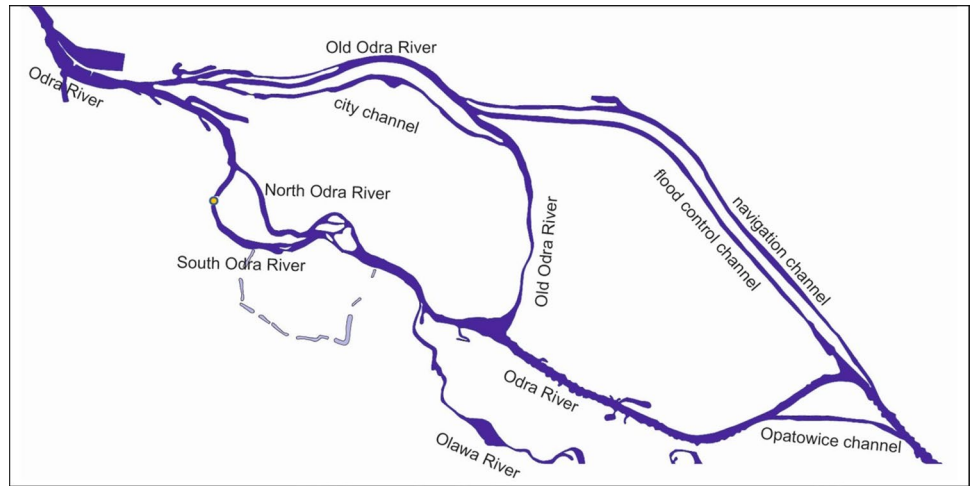 Old Odra River
Odra River
city channel
North Odra River
navigation channel
flood control channel
South Odra River
Old Odra River
Odra River
Opatowice channel
Olawa River